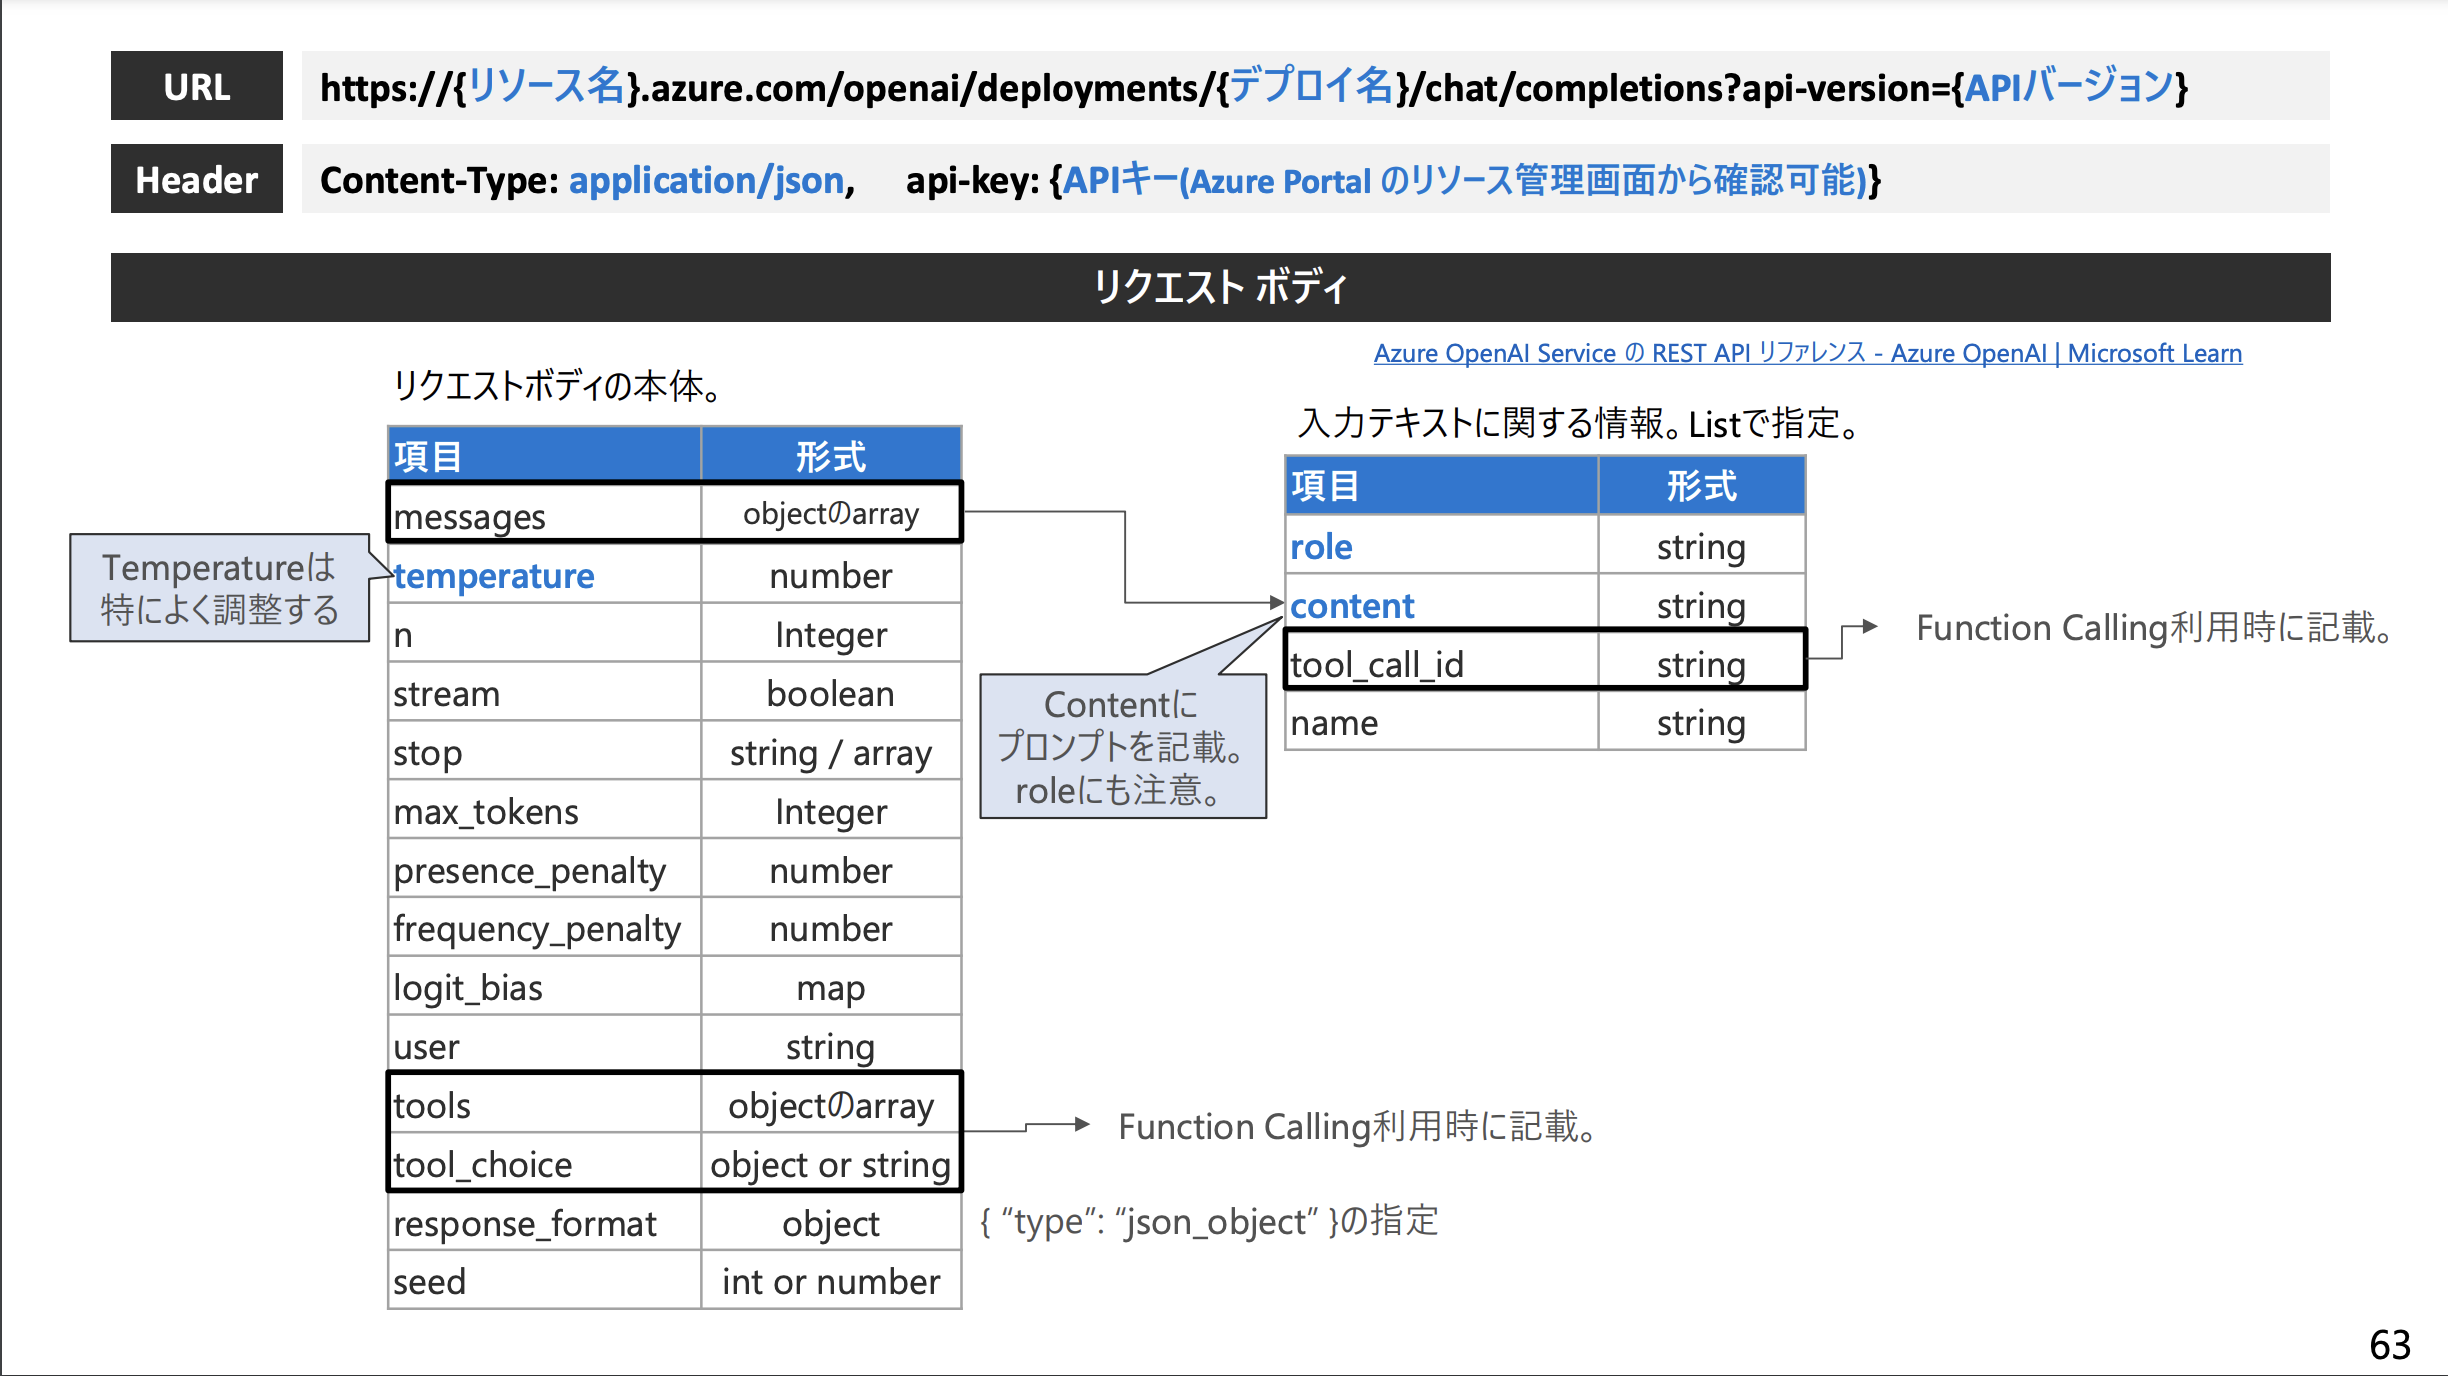 URL
https://{リソース名}.azure.com/openai/deployments/{デプロイ名}/chat/completions?api-version={APIバージョン}
Header
Content-Type: application/json, api-key: {APIキー(Azure Portal のリソース管理画面から確認可能)}
リクエスト ボディ
Azure OpenAI Service の REST API リファレンス - Azure OpenAI | Microsoft Learn
リクエストボディの本体。
項目 形式
messages objectのarray
temperature number
n Integer
stream boolean
stop string / array
max_tokens Integer
presence_penalty number
frequency_penalty number
logit_bias map
user string
tools objectのarray
tool_choice object or string
response_format object
seed int or number
Temperatureは
特によく調整する
入力テキストに関する情報。Listで指定。
項目 形式
role string
content string
tool_call_id string
name string
Contentに
プロンプトを記載。
roleにも注意。
Function Calling利用時に記載。
Function Calling利用時に記載。
{ “type”: “json_object” }の指定
63